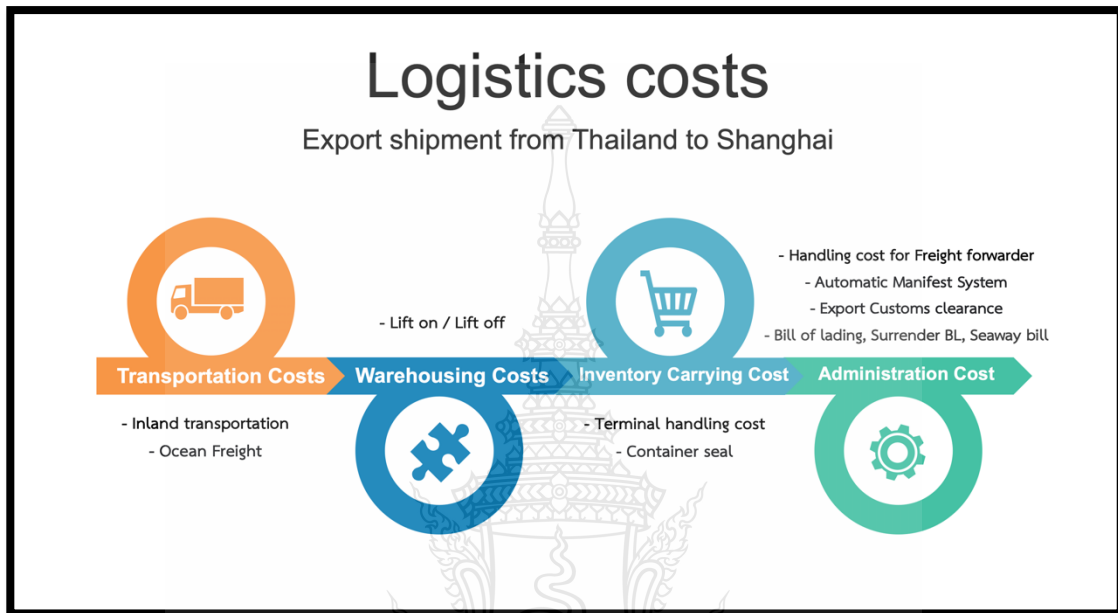 Logistics costs
Export shipment from Thailand to Shanghai
- Handling cost for Freight forwarder
- Automatic Manifest System
- Export Customs clearance
- Bill of lading, Surrender BL, Seaway bill
- Lift on / Lift off
Transportation Costs
Warehousing Costs
Inventory Carrying Cost
Administration Cost
- Inland transportation
- Ocean Freight
- Terminal handling cost
- Container seal